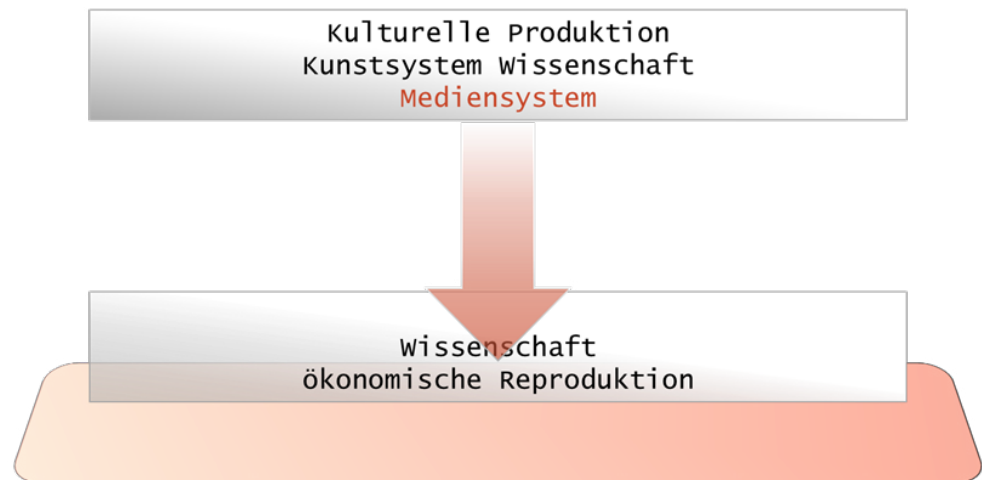 Kulturelle Produktion
Kunstsystem Wissenschaft
Mediensystem
Wissenschaft
ökonomische Reproduktion